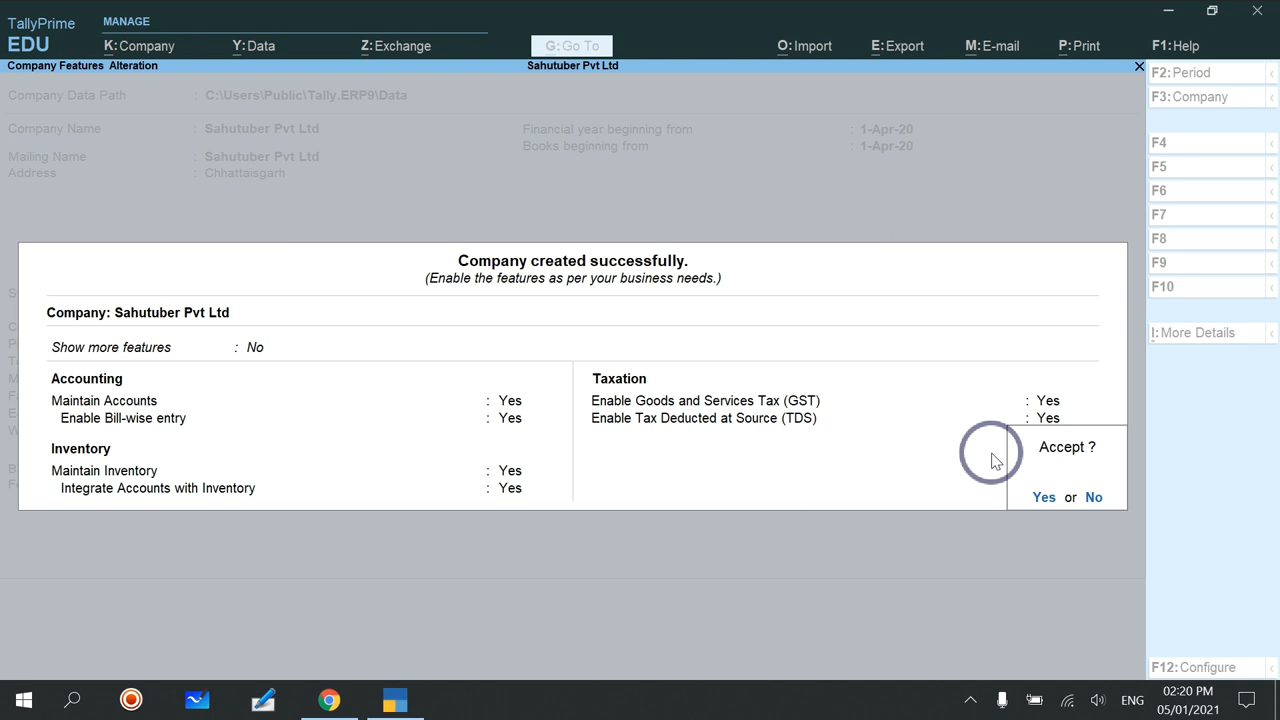 TallyPrime
EDU
MANAGE
K:Company
Y:Data
Z:Exchange
G:Go To
O:Import
E:Export
M:E-mail
P:Print
F1:Help
Company Features Alteration
Sahutuber Pvt Ltd
Company Data Path : C:\Users\Public\Tally.ERP9\Data
Company Name : Sahutuber Pvt Ltd
Financial year beginning from : 1-Apr-20
Books beginning from : 1-Apr-20
Mailing Name : Sahutuber Pvt Ltd
Address : Chhattaisgarh
Company created successfully.
(Enable the features as per your business needs.)
Company: Sahutuber Pvt Ltd
Show more features : No
Accounting
Maintain Accounts : Yes
Enable Bill-wise entry : Yes
Inventory
Maintain Inventory : Yes
Integrate Accounts with Inventory : Yes
Taxation
Enable Goods and Services Tax (GST) : Yes
Enable Tax Deducted at Source (TDS) : Yes
Accept ?
Yes or No
F2:Period
F3:Company
F4
F5
F6
F7
F8
F9
F10
I:More Details
F12:Configure
ENG
02:20 PM
05/01/2021